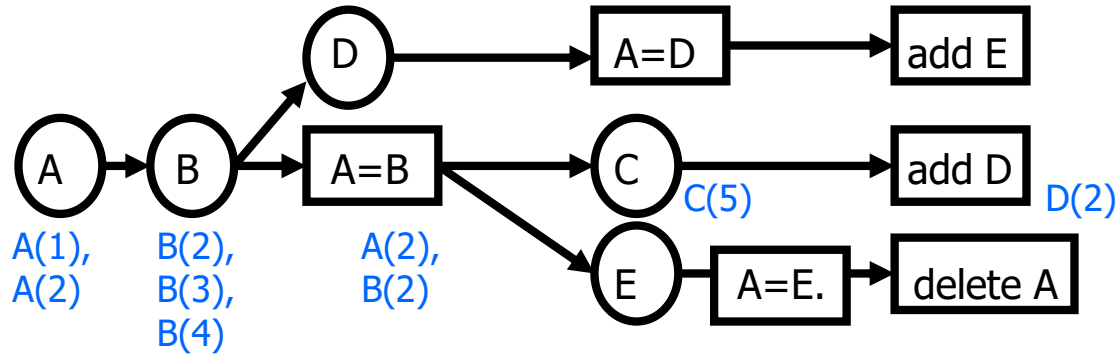 D
A=D
add E
A
B
A=B
C
add D
C(5)
D(2)
A(1),
A(2)
B(2),
B(3),
B(4)
A(2),
B(2)
E
A=E.
delete A